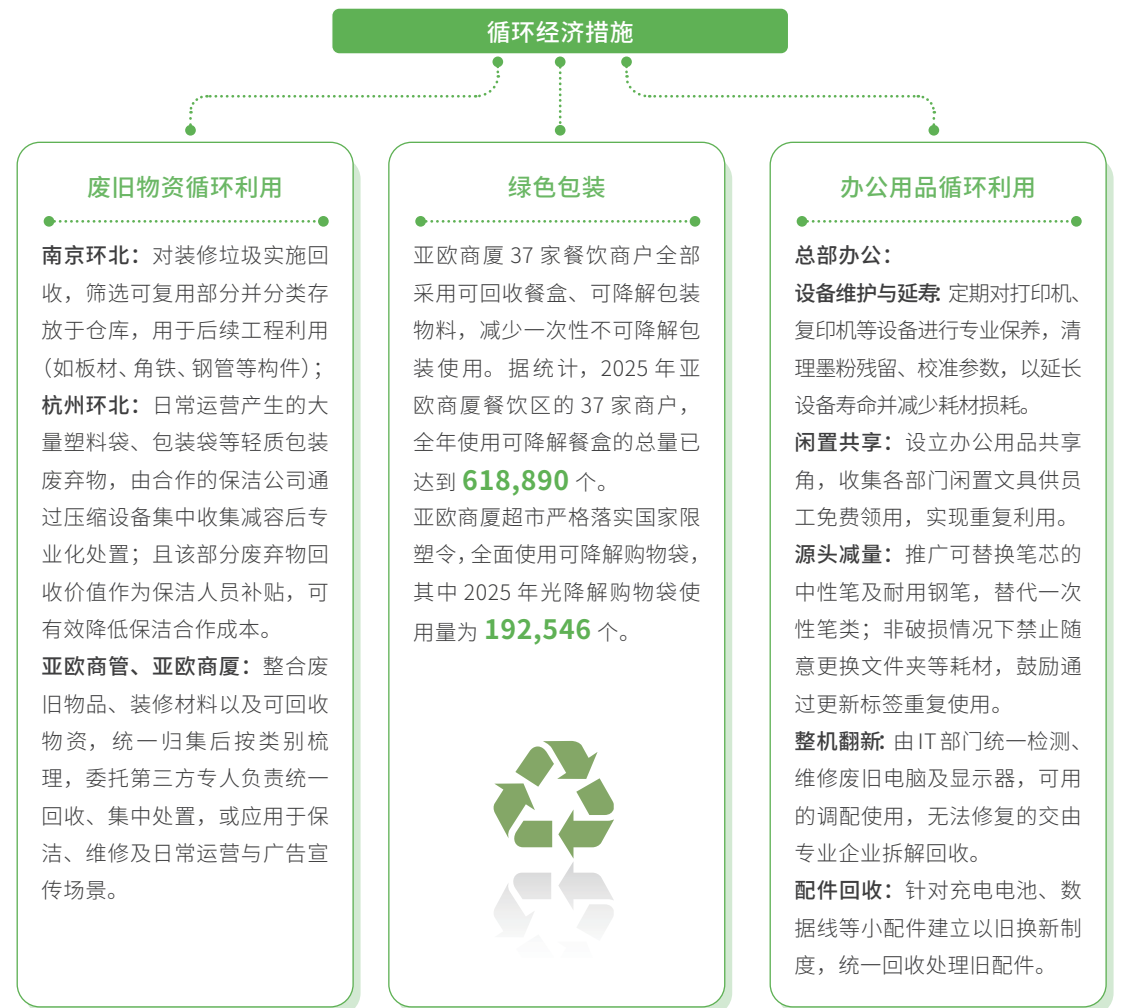 循环经济措施
废旧物资循环利用
南京环北：对装修垃圾实施回
收，筛选可复用部分并分类存
放于仓库，用于后续工程利用
（如板材、角铁、钢管等构件）；
杭州环北：日常运营产生的大
量塑料袋、包装袋等轻质包装
废弃物，由合作的保洁公司通
过压缩设备集中收集减容后专
业化处置；且该部分废弃物回
收价值作为保洁人员补贴，可
有效降低保洁合作成本。
亚欧商管、亚欧商厦：整合废
旧物品、装修材料以及可回收
物资，统一归集后按类别梳
理，委托第三方专人负责统一
回收、集中处置，或应用于保
洁、维修及日常运营与广告宣
传场景。
绿色包装
亚欧商厦 37 家餐饮商户全部
采用可回收餐盒、可降解包装
物料，减少一次性不可降解包
装使用。据统计，2025 年亚
欧商厦餐饮区的 37 家商户，
全年使用可降解餐盒的总量已
达到 618,890 个。
亚欧商厦超市严格落实国家限
塑令，全面使用可降解购物袋，
其中 2025 年光降解购物袋使
用量为 192,546 个。
办公用品循环利用
总部办公：
设备维护与延寿：定期对打印机、
复印机等设备进行专业保养，清
理墨粉残留、校准参数，以延长
设备寿命并减少耗材损耗。
闲置共享：设立办公用品共享
角，收集各部门闲置文具供员
工免费领用，实现重复利用。
源头减量：推广可替换笔芯的
中性笔及耐用钢笔，替代一次
性笔类；非破损情况下禁止随
意更换文件夹等耗材，鼓励通
过更新标签重复使用。
整机翻新：由 IT 部门统一检测、
维修废旧电脑及显示器，可用
的调配使用，无法修复的交由
专业企业拆解回收。
配件回收：针对充电电池、数
据线等小配件建立以旧换新制
度，统一回收处理旧配件。